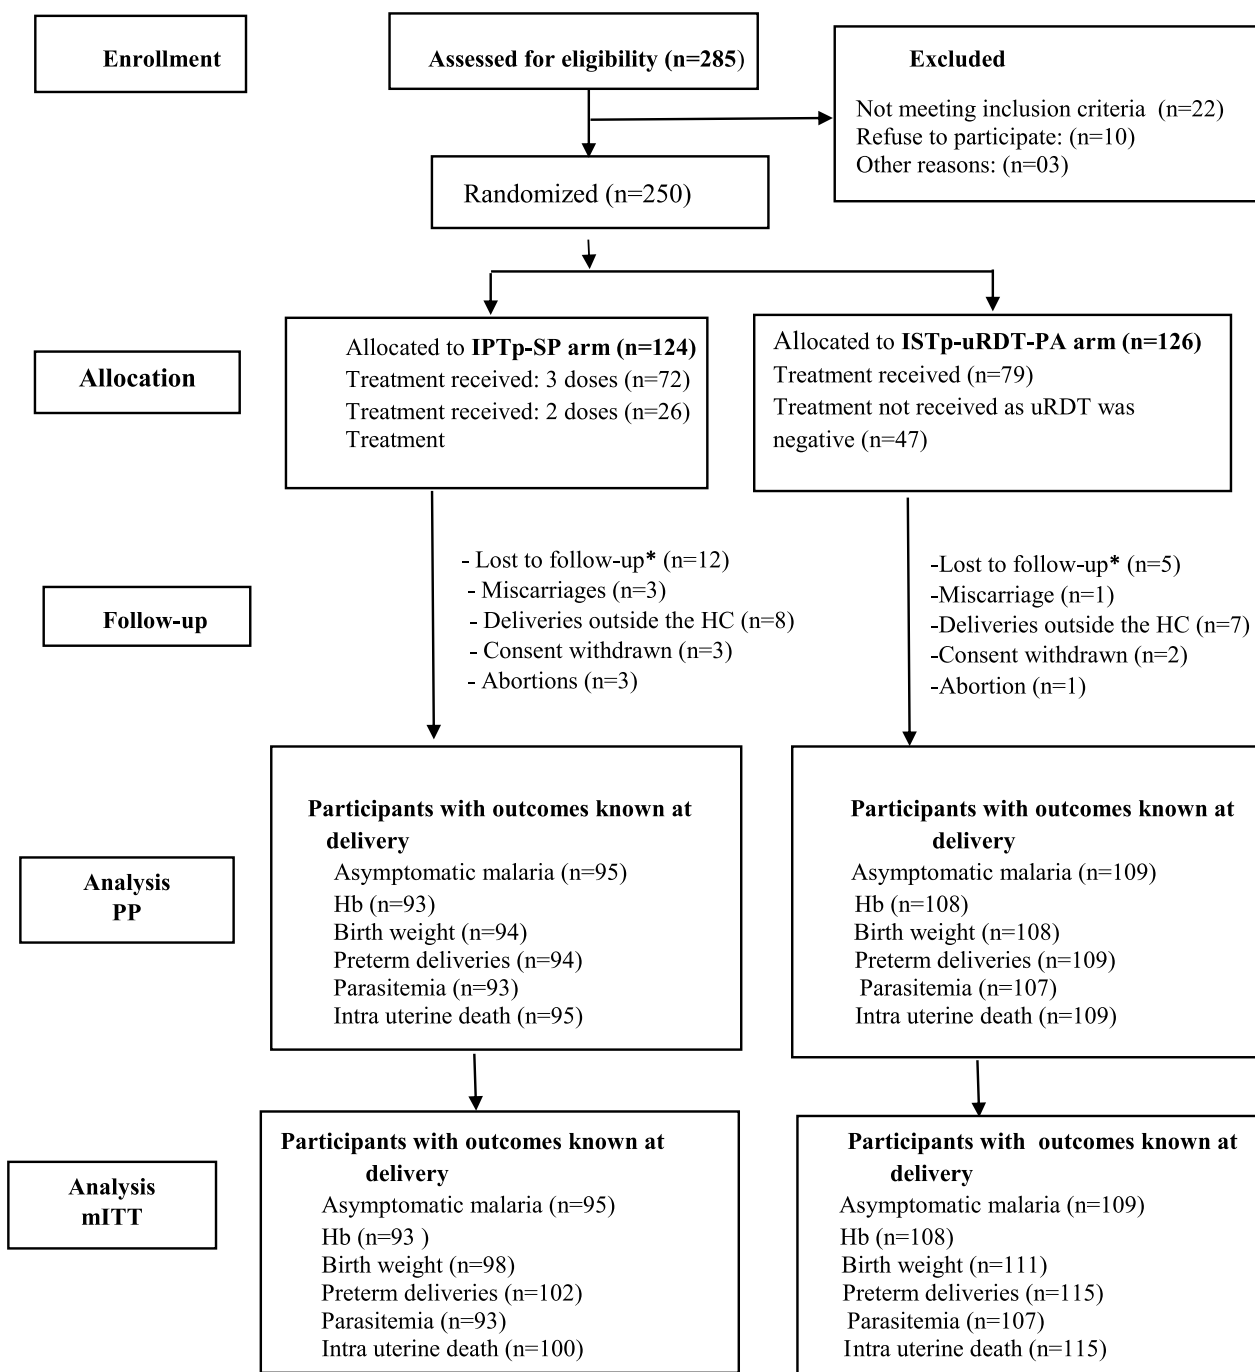 Enrollment
Assessed for eligibility (n=285)
Excluded
Not meeting inclusion criteria (n=22)
Refuse to participate: (n=10)
Other reasons: (n=03)
Randomized (n=250)
Allocation
Allocated to IPTp-SP arm (n=124)
Treatment received: 3 doses (n=72)
Treatment received: 2 doses (n=26)
Treatment
Allocated to ISTp-uRDT-PA arm (n=126)
Treatment received (n=79)
Treatment not received as uRDT was
negative (n=47)
Follow-up
- Lost to follow-up* (n=12)
- Miscarriages (n=3)
- Deliveries outside the HC (n=8)
- Consent withdrawn (n=3)
- Abortions (n=3)
-Lost to follow-up* (n=5)
-Miscarriage (n=1)
-Deliveries outside the HC (n=7)
-Consent withdrawn (n=2)
-Abortion (n=1)
Analysis
PP
Participants with outcomes known at
delivery
Asymptomatic malaria (n=95)
Hb (n=93)
Birth weight (n=94)
Preterm deliveries (n=94)
Parasitemia (n=93)
Intra uterine death (n=95)
Participants with outcomes known at
delivery
Asymptomatic malaria (n=109)
Hb (n=108)
Birth weight (n=108)
Preterm deliveries (n=109)
Parasitemia (n=107)
Intra uterine death (n=109)
Analysis
mITT
Participants with outcomes known at
delivery
Asymptomatic malaria (n=95)
Hb (n=93 )
Birth weight (n=98)
Preterm deliveries (n=102)
Parasitemia (n=93)
Intra uterine death (n=100)
Participants with outcomes known at
delivery
Asymptomatic malaria (n=109)
Hb (n=108)
Birth weight (n=111)
Preterm deliveries (n=115)
Parasitemia (n=107)
Intra uterine death (n=115)